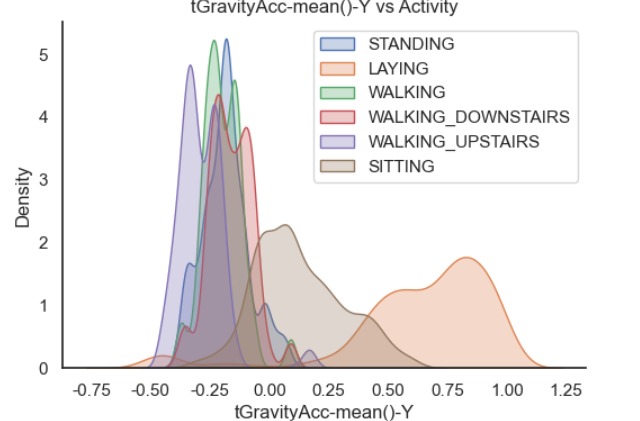 tGravityAcc-mean()-Y vs Activity
5
4
3
2
1
0
Density
STANDING
LAYING
WALKING
WALKING_DOWNSTAIRS
WALKING_UPSTAIRS
SITTING
-0.75 -0.50 -0.25 0.00 0.25 0.50 0.75 1.00 1.25
tGravityAcc-mean()-Y